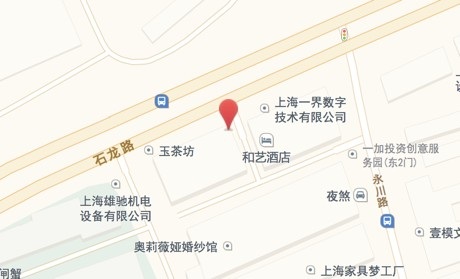 上海一界数字
技术有限公司
石龙路
玉茶坊
和艺酒店
一加投资创意服
务园(东2门)
上海雄驰机电
设备有限公司
夜煞
永川路
壹模文
奥莉薇娅婚纱馆
闸蟹
上海家具梦工厂